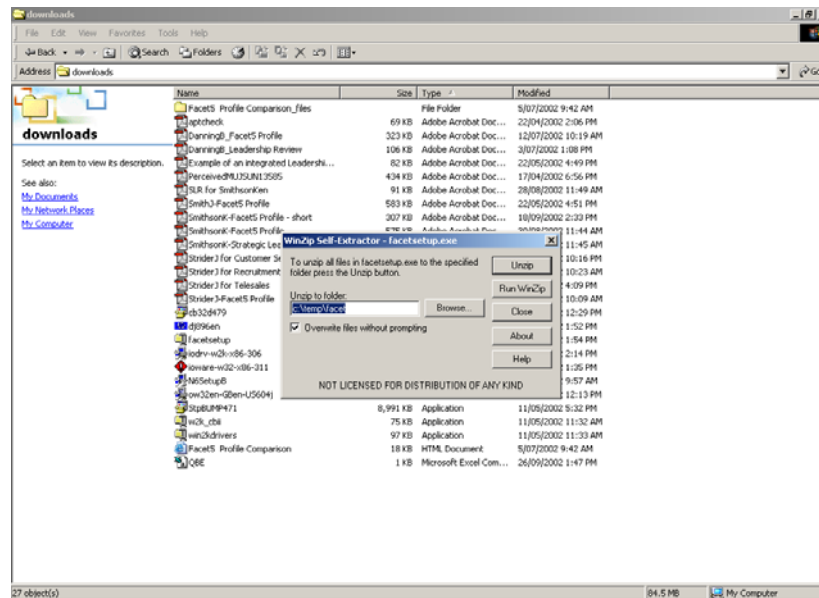 downloads
File Edit View Favorites Tools Help
Back Search Folders
Address downloads
Name Size Type Modified
downloads
Select an item to view its description.
See also:
My Documents
My Network Places
My Computer
Facet5 Profile Comparison_files File Folder 5/07/2002 9:42 AM
aptcheck 69 KB Adobe Acrobat Doc... 22/04/2002 2:06 PM
DanningB_Facet5 Profile 323 KB Adobe Acrobat Doc... 12/07/2002 10:19 AM
DanningB_Leadership Review 106 KB Adobe Acrobat Doc... 3/07/2002 1:08 PM
Example of an integrated Leadershi... 82 KB Adobe Acrobat Doc... 22/05/2002 4:49 PM
PerceivedMUJSUN13585 434 KB Adobe Acrobat Doc... 17/04/2002 6:56 PM
SLR for SmithsonKen 91 KB Adobe Acrobat Doc... 28/08/2002 11:49 AM
SmithJ-Facet5 Profile 583 KB Adobe Acrobat Doc... 22/05/2002 4:51 PM
SmithsonK-Facet5 Profile - short 307 KB Adobe Acrobat Doc... 10/09/2002 2:33 PM
SmithsonK-Facet5 Profile 11:44 AM
SmithsonK-Strategic Lea 11:45 AM
StriderJ for Customer Se 10:16 PM
StriderJ for Recruitment 10:23 AM
StriderJ for Telesales 4:09 PM
StriderJ-Facet5 Profile 10:09 AM
cb32d479 12:29 PM
dj896en 1:52 PM
facetsetup 1:54 PM
iodrv-w2k-x86-306 2:14 PM
ioware-w32-x86-311 1:35 PM
N6Setup8 9:57 AM
ow32en-GBen-US604j 12:13 PM
StpBUMP471 8,991 KB Application 11/05/2002 5:32 PM
w2k_cbii 75 KB Application 11/05/2002 11:32 AM
win2kdrivers 97 KB Application 11/05/2002 11:33 AM
Facet5 Profile Comparison 18 KB HTML Document 5/07/2002 9:42 AM
QBE 1 KB Microsoft Excel Com... 26/09/2002 1:47 PM
WinZip Self-Extractor - facetsetup.exe
To unzip all files in facetsetup.exe to the specified
folder press the Unzip button.
Unzip to folder:
c:\temp\facet
Browse...
Overwrite files without prompting
Unzip
Run WinZip
Close
About
Help
NOT LICENSED FOR DISTRIBUTION OF ANY KIND
27 object(s) 84.5 MB My Computer